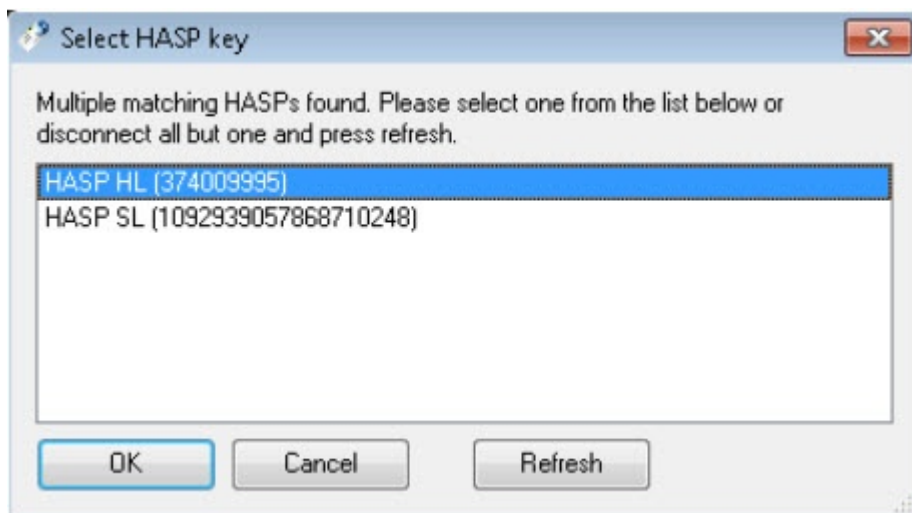 Select HASP key
Multiple matching HASPs found. Please select one from the list below or
disconnect all but one and press refresh.
HASP HL (374009995)
HASP SL (1092939057868710248)
OK Cancel Refresh